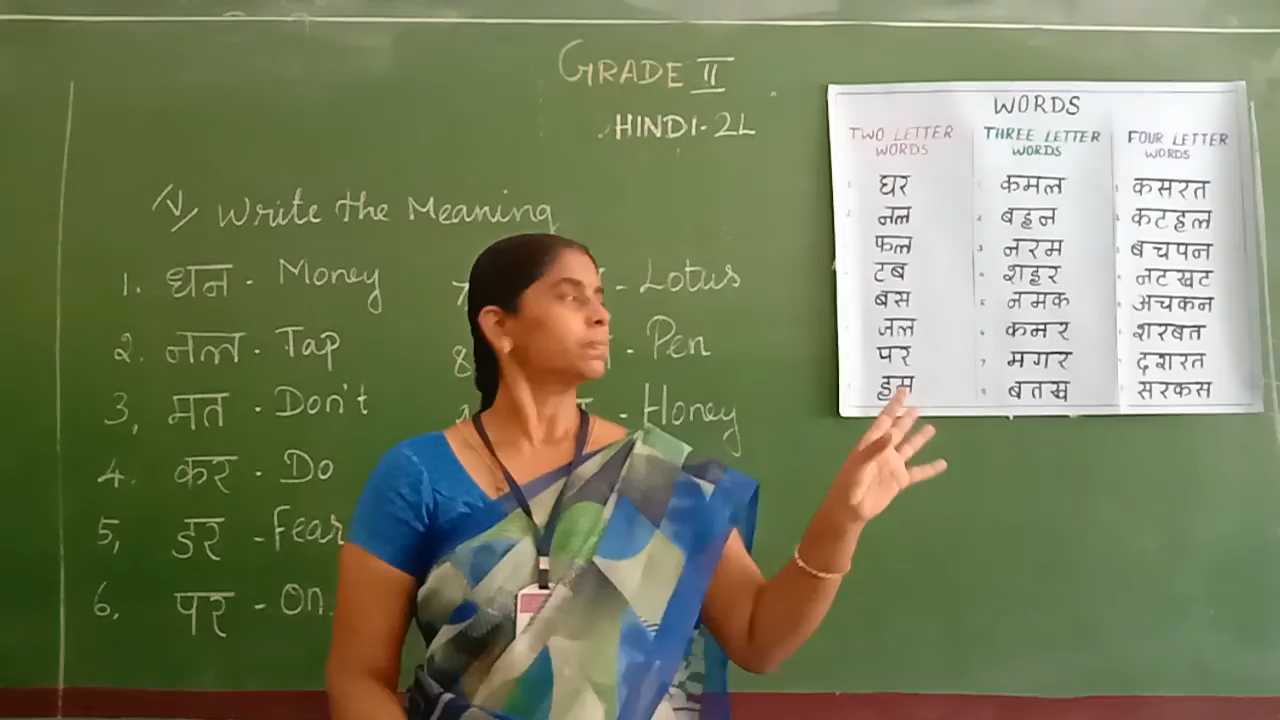 GRADE II
HINDI-2L
V) Write the Meaning
1. धन - Money
2. नल - Tap
3, मत - Don't
4. कर - Do
5, डर - Fear
6, पर - On.
- Lotus
8 - Pen
- Honey
WORDS
TWO LETTER WORDS
घर
नल
फल
टब
बस
जल
पर
हम
THREE LETTER WORDS
कमल
बहन
नरम
शहर
नमक
कमर
मगर
बतख
FOUR LETTER WORDS
कसरत
कटहल
बचपन
नटखट
अचकन
शरबत
दशरत
सरकस